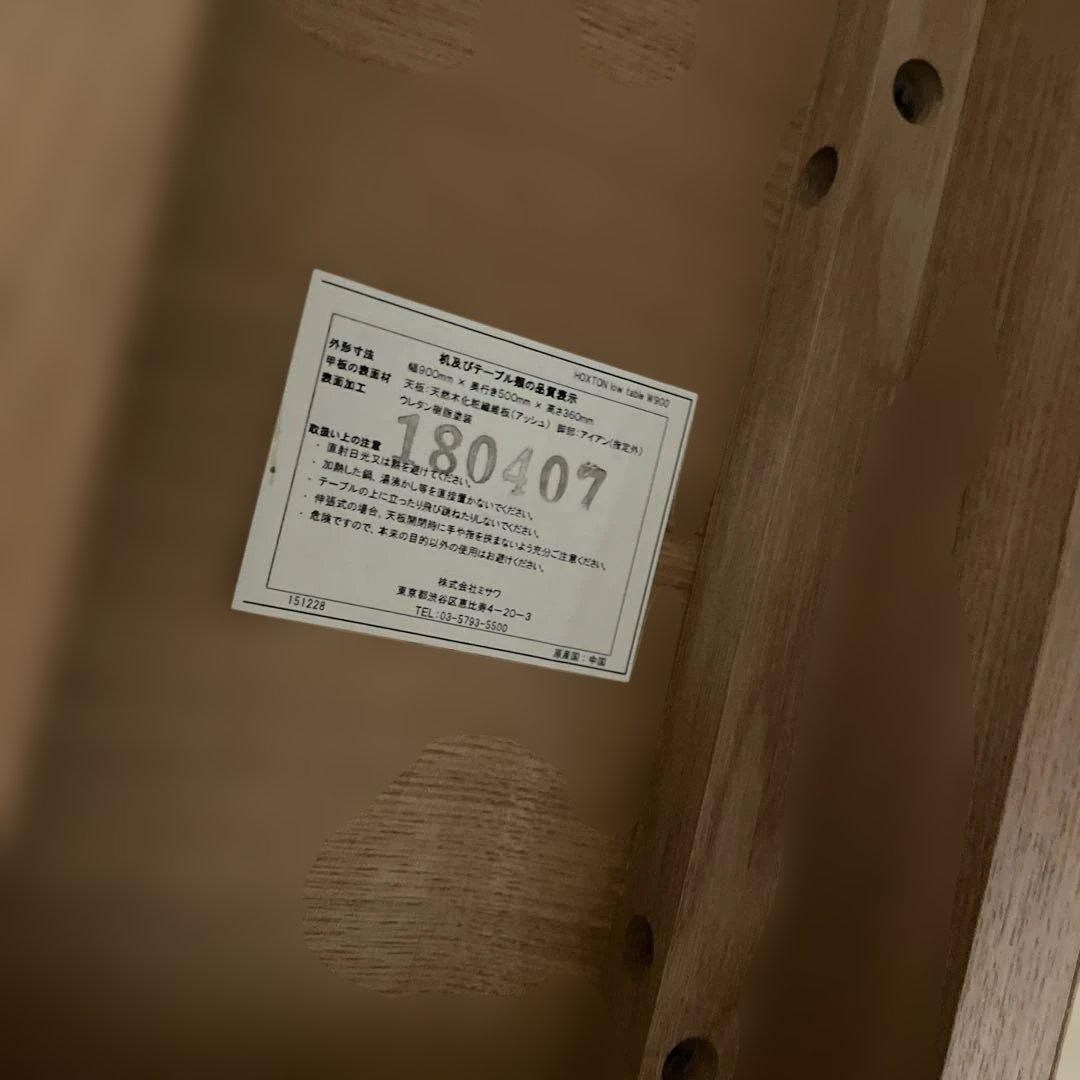 HOXTON low table W900
机及びテーブル類の品質表示
外形寸法 幅900mm × 奥行き500mm × 高さ360mm
甲板の表面材 天板：天然木化粧繊維板（アッシュ） 脚部：アイアン（指定外）
表面加工 ウレタン樹脂塗装
180407
取扱い上の注意
・直射日光又は熱を避けてください。
・加熱した鍋、湯沸かし等を直接置かないでください。
・テーブルの上に立ったり飛び跳ねたりしないでください。
・伸張式の場合、天板開閉時に手や指を挟まないよう充分ご注意ください。
・危険ですので、本来の目的以外の使用はお避けください。
株式会社ミサワ
東京都渋谷区恵比寿4－20－3
TEL：03-5793-5500
151228
原産国：中国